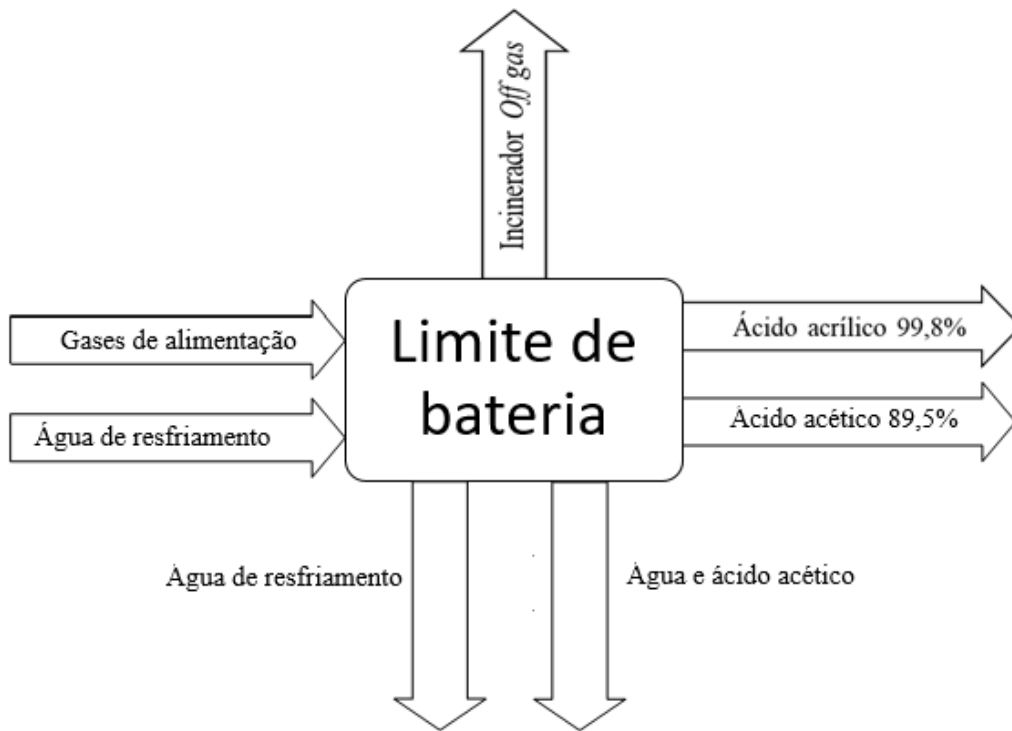 Incinerador Off gas
Gases de alimentação
Água de resfriamento
Limite de
bateria
Ácido acrílico 99,8%
Ácido acético 89,5%
Água de resfriamento
Água e ácido acético